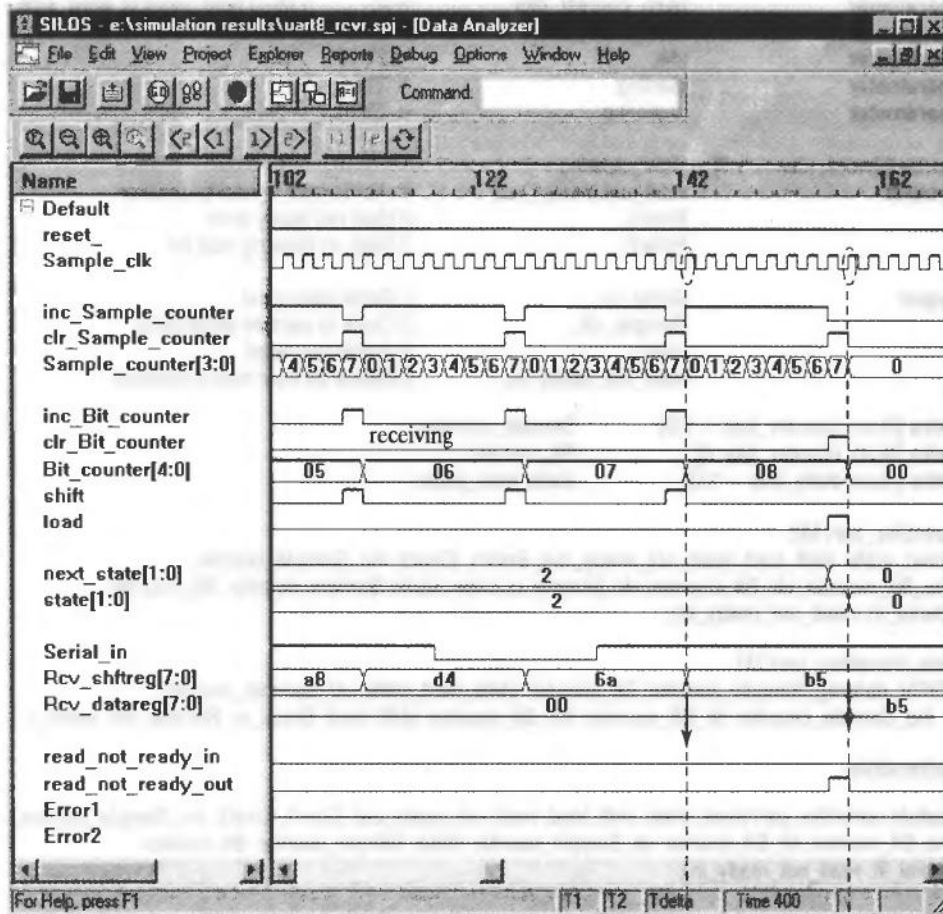 SILOS - e:\simulation results\uart8_rcvr.spj - [Data Analyzer]
File Edit View Project Explorer Reports Debug Options Window Help
Command:
Name 102 122 142 162
Default
reset_
Sample_clk
inc_Sample_counter
clr_Sample_counter
Sample_counter[3:0] 4 5 6 7 0 1 2 3 4 5 6 7 0 1 2 3 4 5 6 7 0 1 2 3 4 5 6 7 0
inc_Bit_counter
receiving
clr_Bit_counter
Bit_counter[4:0] 05 06 07 08 00
shift
load
next_state[1:0] 2 0
state[1:0] 2 0
Serial_in
Rcv_shftreg[7:0] a8 d4 6a b5
Rcv_datareg[7:0] 00 b5
read_not_ready_in
read_not_ready_out
Error1
Error2
For Help, press F1 T1 T2 Tdelta Time 400